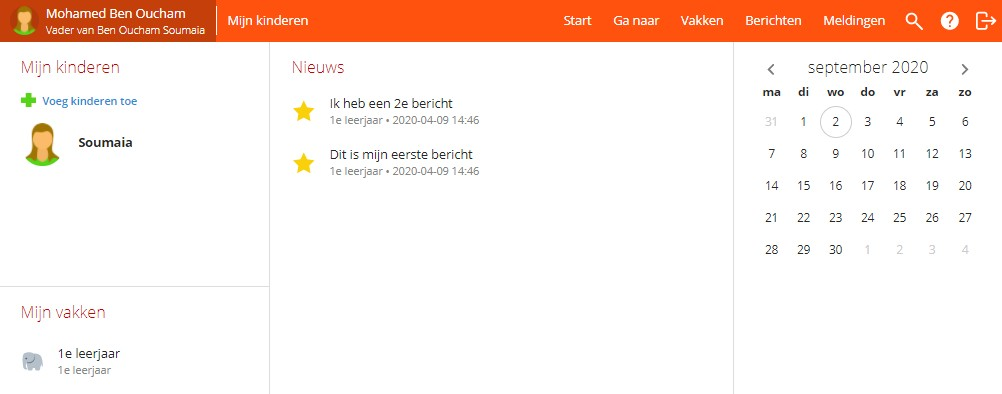 Mohamed Ben Oucham
Vader van Ben Oucham Soumaia
Mijn kinderen
Start Ga naar Vakken Berichten Meldingen
?
Mijn kinderen
Voeg kinderen toe
Soumaia
Mijn vakken
1e leerjaar
1e leerjaar
Nieuws
Ik heb een 2e bericht
1e leerjaar • 2020-04-09 14:46
Dit is mijn eerste bericht
1e leerjaar • 2020-04-09 14:46
september 2020
ma di wo do vr za zo
31 1 2 3 4 5 6
7 8 9 10 11 12 13
14 15 16 17 18 19 20
21 22 23 24 25 26 27
28 29 30 1 2 3 4